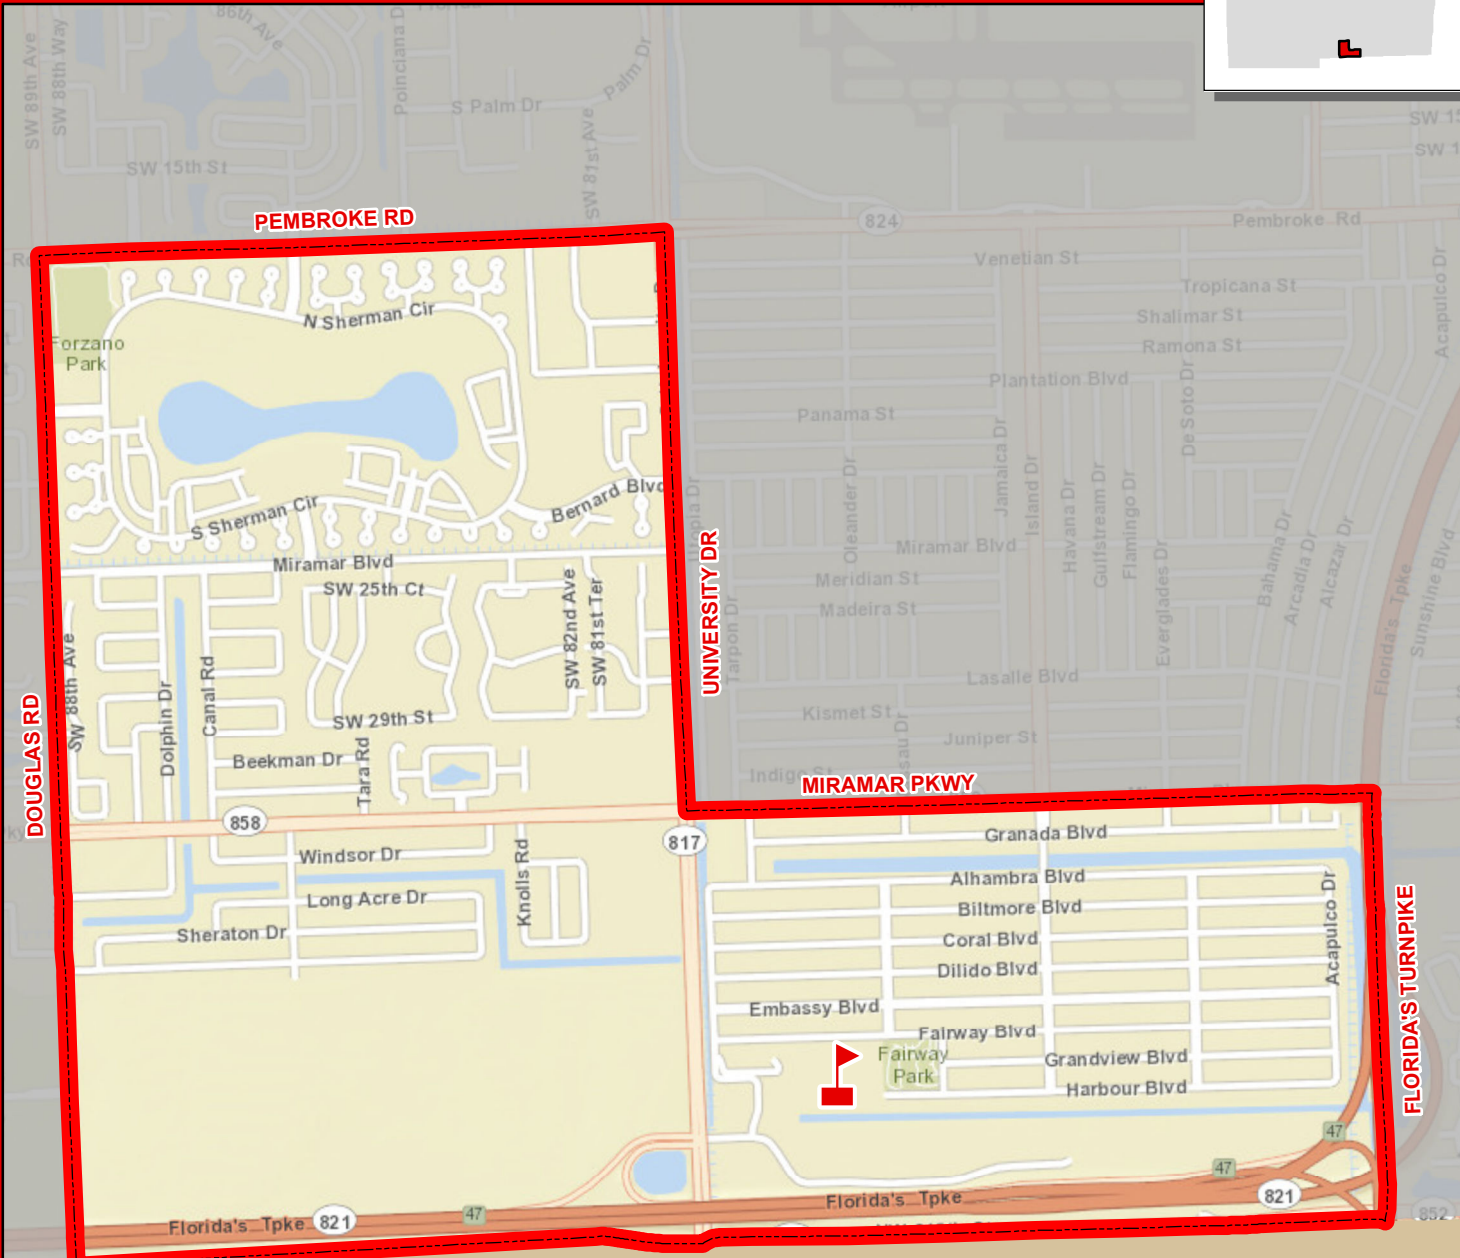 86th Ave
SW 89th Ave
SW 88th Way
Poinciana D
S Palm Dr
Palm Dr
SW 81st Ave
SW 15th St
SW 15
SW 1
PEMBROKE RD
824
Pembroke Rd
Venetian St
Tropicana St
Shalimar St
Ramona St
Acapulco Dr
N Sherman Cir
Forzano
Park
Plantation Blvd
DeSoto Dr
Panama St
Oleander Dr
Jamaica Dr
Island Dr
Havana Dr
Gulfstream Dr
Flamingo Dr
Everglades Dr
Bahama Dr
Arcadia Dr
Alcazar Dr
Florida's Tpke
Sunshine Blvd
S Sherman Cir
Bernard Blvd
Utopia Dr
UNIVERSITY DR
Miramar Blvd
Miramar Blvd
SW 25th Ct
Meridian St
Madeira St
Tarpon Dr
SW 82nd Ave
SW 81st Ter
SW 88th Ave
Dolphin Dr
Canal Rd
DOUGLAS RD
Lasalle Blvd
Kismet St
SW 29th St
Juniper St
Beekman Dr
Tara Rd
Indigo St
MIRAMAR PKWY
858
817
Granada Blvd
Windsor Dr
Knolls Rd
Alhambra Blvd
Long Acre Dr
Biltmore Blvd
Sheraton Dr
Coral Blvd
Dilido Blvd
Acapulco Dr
FLORIDA'S TURNPIKE
Embassy Blvd
Fairway Blvd
Fairway
Park
Grandview Blvd
Harbour Blvd
47
47
821
Florida's Tpke
852
47
Florida's Tpke
821